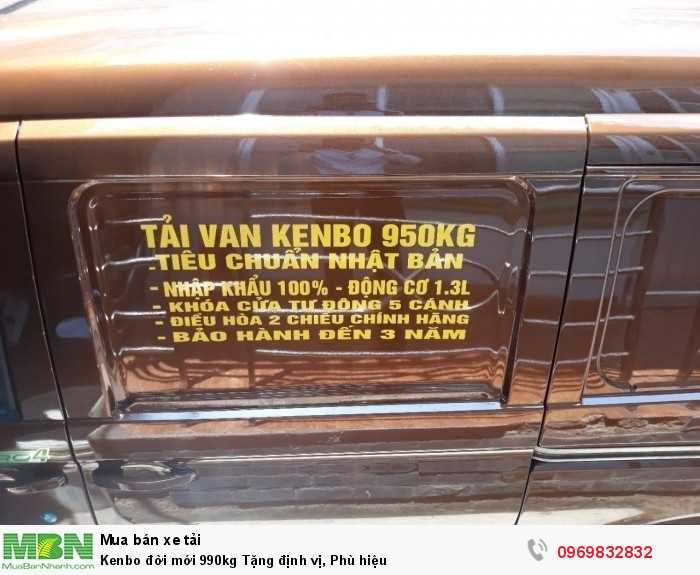 TẢI VAN KENBO 950KG
-TIÊU CHUẨN NHẬT BẢN
- NHẬP KHẨU 100% - ĐỘNG CƠ 1.3L
- KHÓA CỬA TỰ ĐỘNG 5 CÁNH
- ĐIỀU HÒA 2 CHIỀU CHÍNH HÃNG
- BẢO HÀNH ĐẾN 3 NĂM
MBN
MuaBanNhanh.com
Mua bán xe tải
Kenbo đời mới 990kg Tặng định vị, Phù hiệu
0969832832